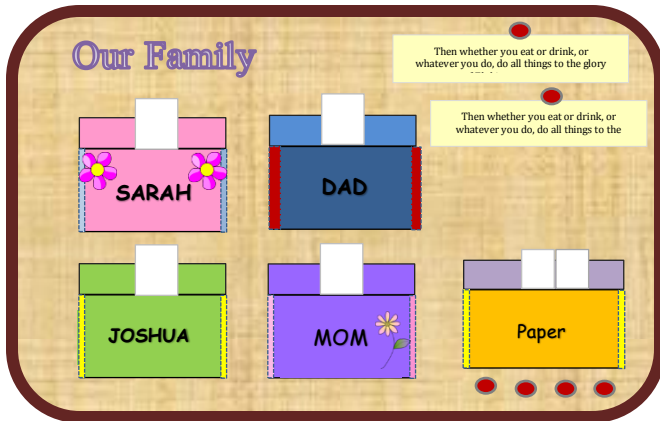 Our Family
Then whether you eat or drink, or
whatever you do, do all things to the glory
Then whether you eat or drink, or
whatever you do, do all things to the
SARAH
DAD
JOSHUA
MOM
Paper